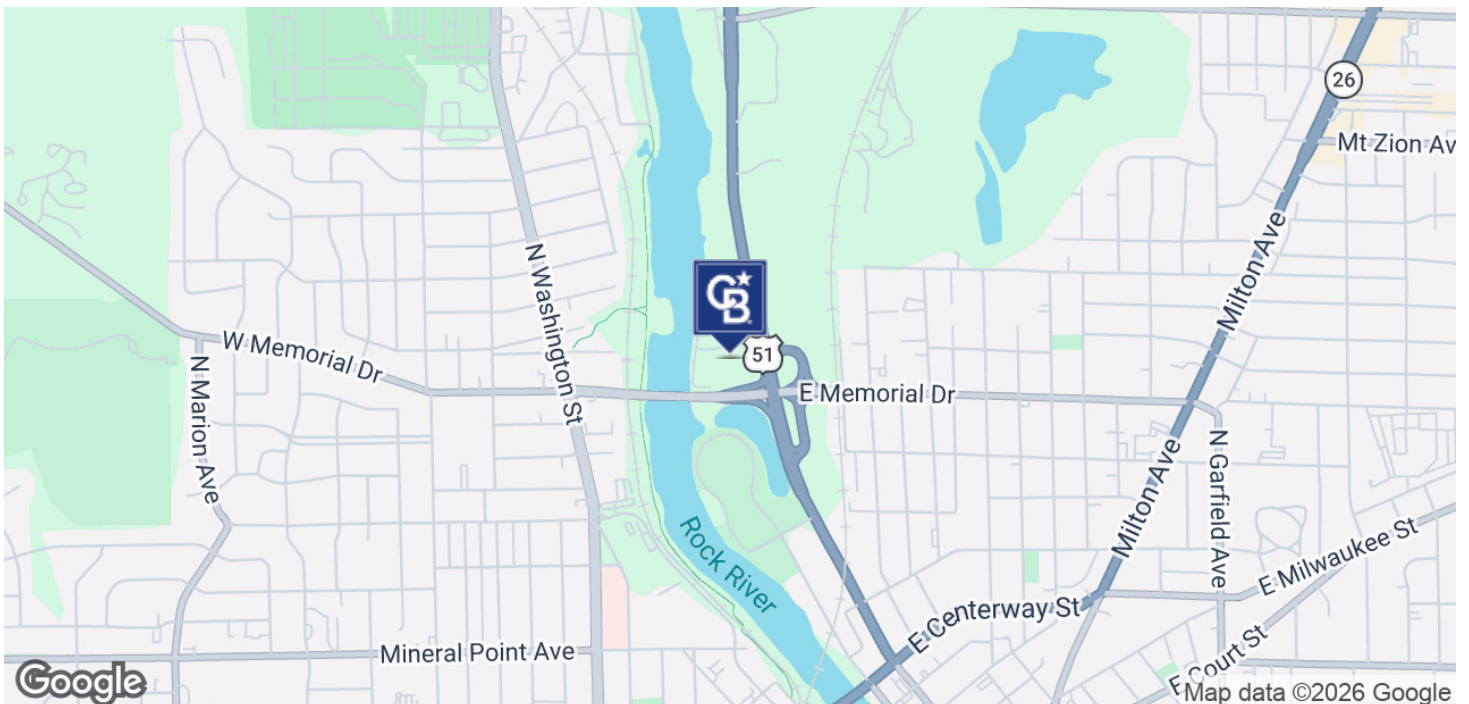 26
Mt Zion Av
Milton Ave
N Washington St
CB
51
W Memorial Dr
N Marion Ave
E Memorial Dr
N Garfield Ave
Milton Ave
Rock River
E Milwaukee St
E Centerway St
E Court St
Mineral Point Ave
Google
Map data ©2026 Google